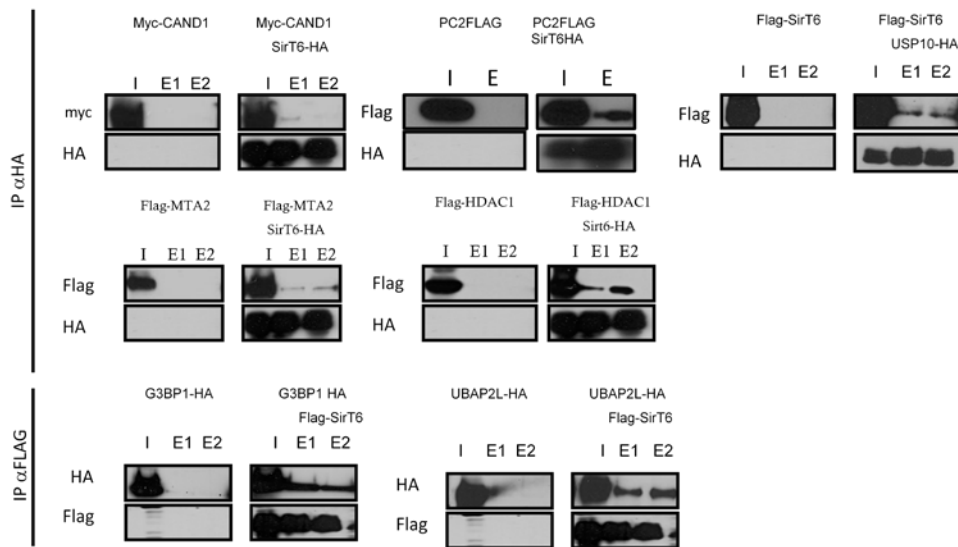 IP αHA
Myc-CAND1
Myc-CAND1
SirT6-HA
PC2FLAG
PC2FLAG
SirT6HA
Flag-SirT6
Flag-SirT6
USP10-HA
I E1 E2
I E1 E2
I E
I E
I E1 E2
I E1 E2
myc
Flag
Flag
HA
HA
HA
Flag-MTA2
Flag-MTA2
SirT6-HA
Flag-HDAC1
Flag-HDAC1
Sirt6-HA
I E1 E2
I E1 E2
I E1 E2
I E1 E2
Flag
Flag
HA
HA
IP αFLAG
G3BP1-HA
G3BP1 HA
Flag-SirT6
UBAP2L-HA
UBAP2L-HA
Flag-SirT6
I E1 E2
I E1 E2
I E1 E2
I E1 E2
HA
HA
Flag
Flag